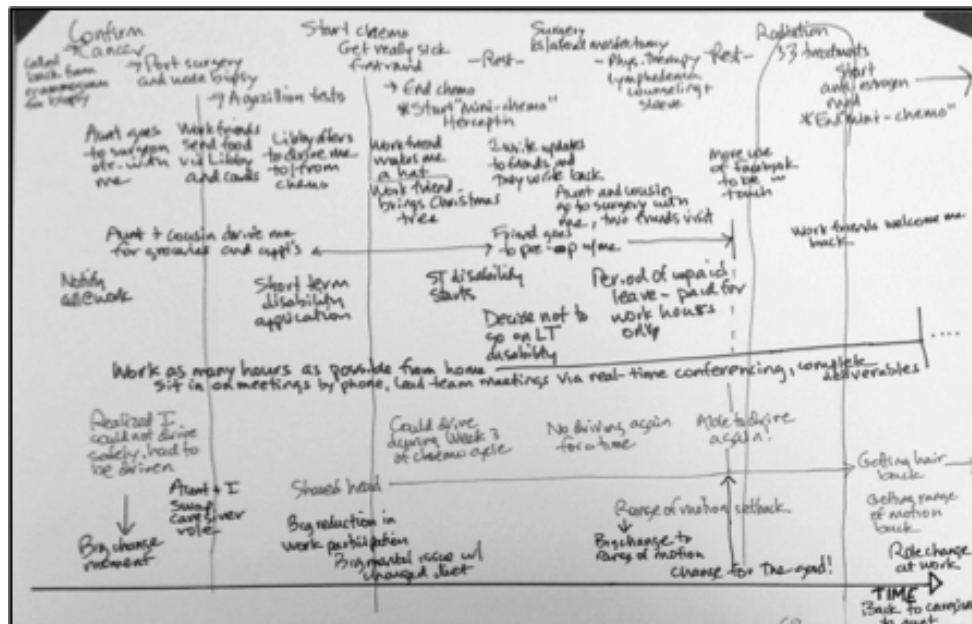 Confirm
Cancer
called
back from
mammogram
for biopsy
→ Port surgery
and node biopsy
→ A gazillion tests
Start chemo
Get really sick
first round
→ End chemo
* Start "Mini-chemo"
Herceptin
-Rest-
Surgery
Bilateral mastectomy
- Phys. Therapy
lymphedema
counseling +
sleeve
Rest-
Radiation
33 treatments
Start
anti estrogen
med
* End "Mini-chemo"
Aunt goes
to surgeon
with
me
Work friends
send food
via Libby
and cards
Libby offers
to drive me
to/from
chemo
Work friend
makes me
a hat
Work friend
brings Christmas
tree
I write updates
to friends and
they write back
Aunt and cousin
go to surgery with
me, two friends visit
More use
of facebook
to be in
touch
Work friends welcome me
back
Aunt + cousin drive me
for groceries and appt's
Friend goes
to pre-op w/me
Notify
@ework
Short term
disability
application
ST disability
starts
Decide not to
go on LT
disability
Period of unpaid
leave - paid for
work hours
only
Work as many hours as possible from home
Sit in on meetings by phone, lead team meetings via real-time conferencing, complete
deliverables
....
Realized I
could not drive
safely, had to
be driven
Big change
moment
Aunt + I
swap
caregiver
role
Could drive
during Week 3
of chemo cycle
No driving again
for a time
Able to drive
again!
Shaved head
Getting hair
back
Big reduction in
work participation
Big mental issue w/
changed diet
Range of motion setback
Big change to
Range of motion
Change for the good!
Getting range
of motion
back
Role change
at work
TIME
Back to caregiver
to aunt